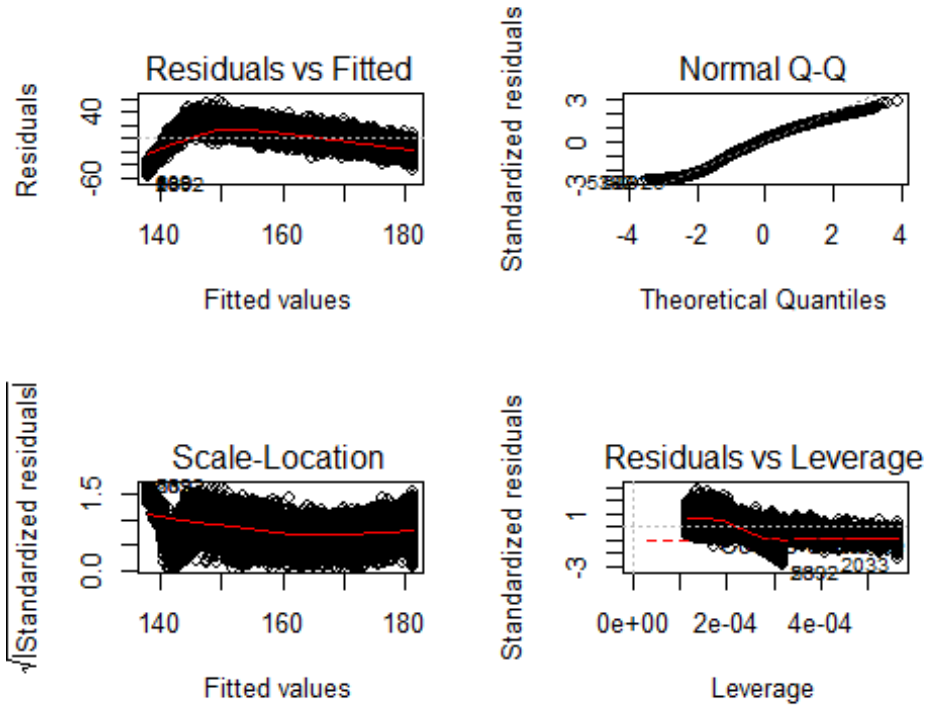 Residuals vs Fitted
Residuals
40
-60
140
160
180
Fitted values
Normal Q-Q
Standardized residuals
3
0
-3
-4
-2
0
2
4
Theoretical Quantiles
Scale-Location
√|Standardized residuals|
1.5
0.0
140
160
180
Fitted values
Residuals vs Leverage
Standardized residuals
1
-3
2033
0e+00
2e-04
4e-04
Leverage